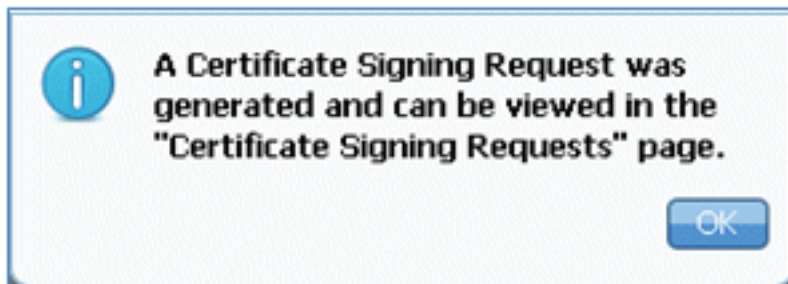 A Certificate Signing Request was
generated and can be viewed in the
"Certificate Signing Requests" page.
OK